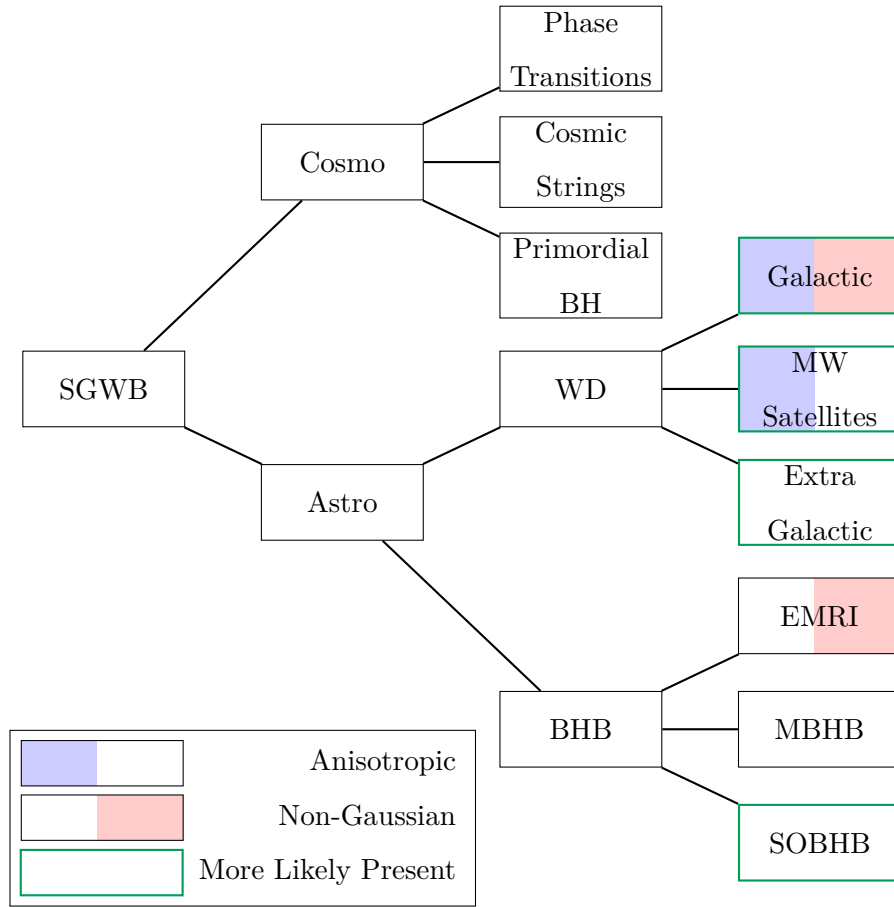 Phase
Transitions
Cosmo
Cosmic
Strings
Primordial
BH
Galactic
SGWB
WD
MW
Satellites
Extra
Galactic
Astro
EMRI
BHB
MBHB
SOBHB
Anisotropic
Non-Gaussian
More Likely Present